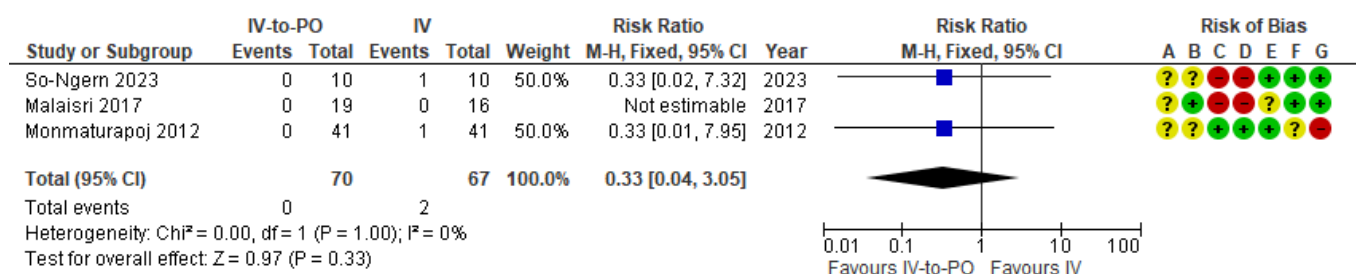 IV-to-PO IV Risk Ratio Risk Ratio Risk of Bias
Study or Subgroup Events Total Events Total Weight M-H, Fixed, 95% CI Year M-H, Fixed, 95% CI A B C D E F G
So-Ngern 2023 0 10 1 10 50.0% 0.33 [0.02, 7.32] 2023 ? ? - - + + +
Malaisri 2017 0 19 0 16 Not estimable 2017 ? + - - ? + +
Monmaturapoj 2012 0 41 1 41 50.0% 0.33 [0.01, 7.95] 2012 ? ? + + + ? -
Total (95% CI) 70 67 100.0% 0.33 [0.04, 3.05]
Total events 0 2
Heterogeneity: Chi² = 0.00, df = 1 (P = 1.00); I² = 0%
Test for overall effect: Z = 0.97 (P = 0.33)
0.01 0.1 1 10 100
Favours IV-to-PO Favours IV